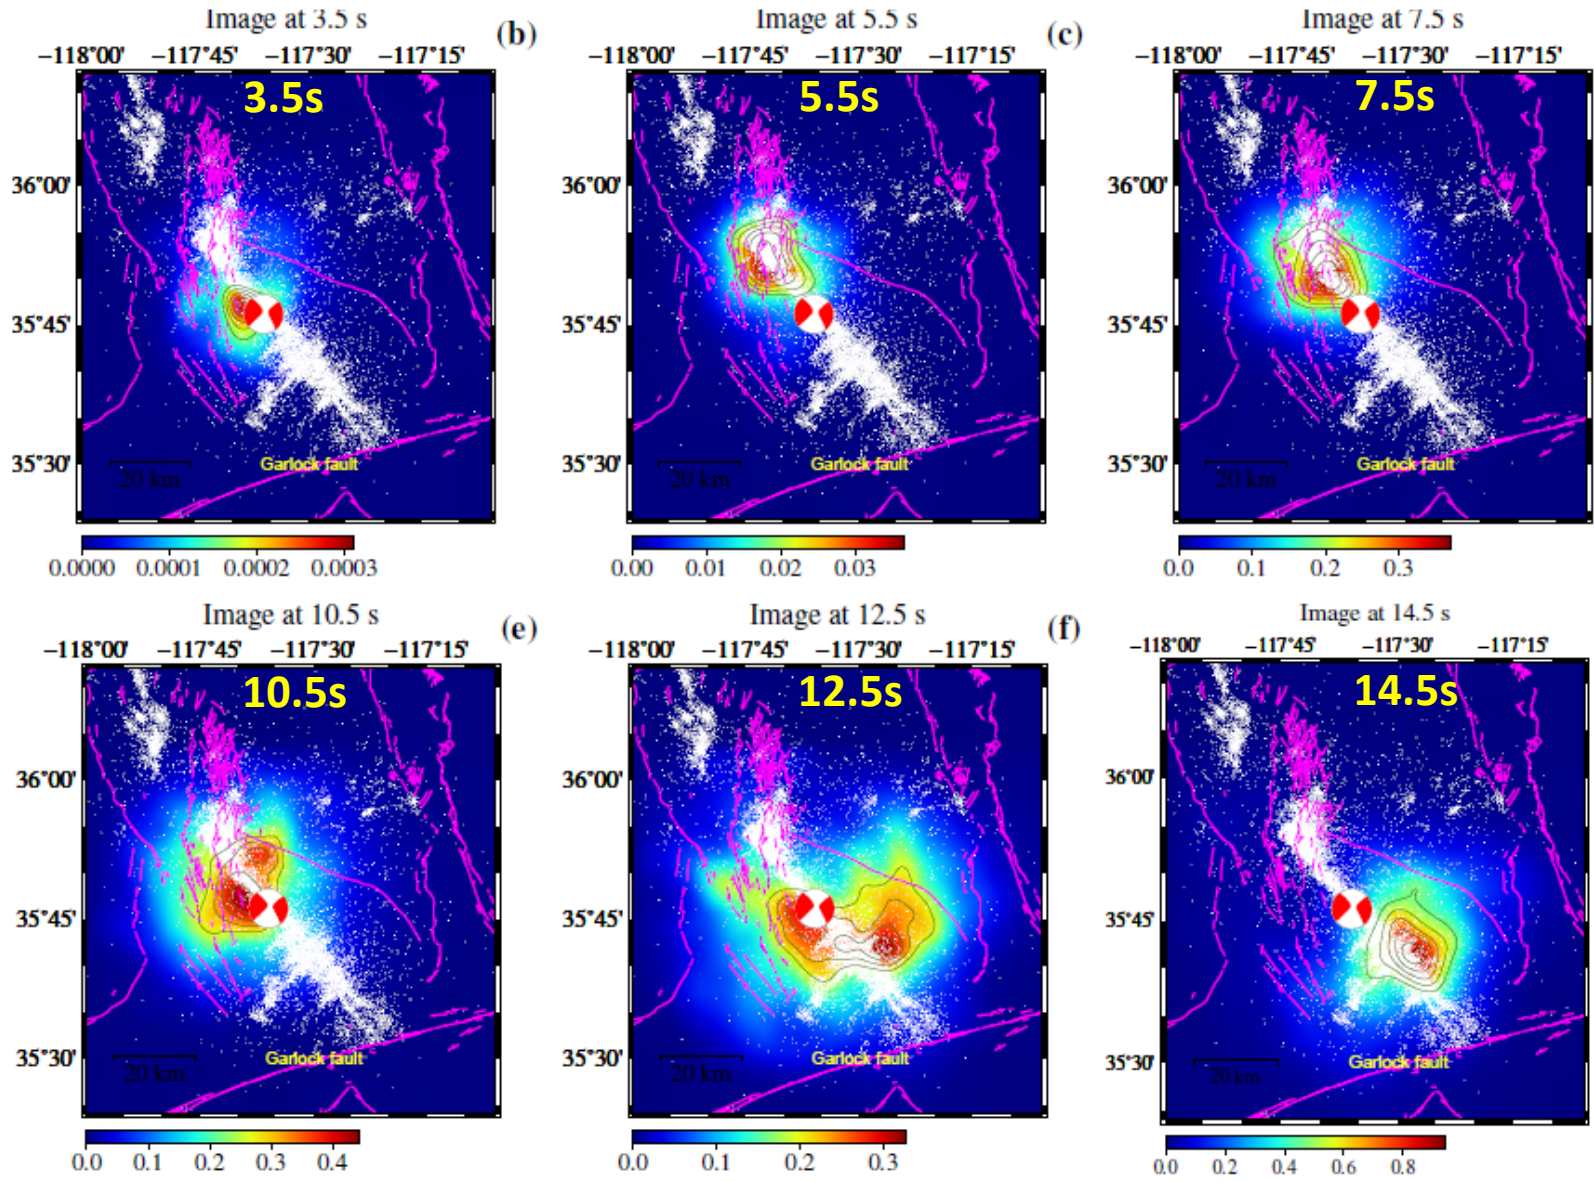 Image at 3.5 s
(b)
Image at 5.5 s
(c)
Image at 7.5 s
−118°00' −117°45' −117°30' −117°15'
−118°00' −117°45' −117°30' −117°15'
−118°00' −117°45' −117°30' −117°15'
3.5s
5.5s
7.5s
36°00'
36°00'
36°00'
35°45'
35°45'
35°45'
35°30'
35°30'
35°30'
Garlock fault
Garlock fault
Garlock fault
20 km
20 km
20 km
0.0000 0.0001 0.0002 0.0003
0.00 0.01 0.02 0.03
0.0 0.1 0.2 0.3
Image at 10.5 s
(e)
Image at 12.5 s
(f)
Image at 14.5 s
−118°00' −117°45' −117°30' −117°15'
−118°00' −117°45' −117°30' −117°15'
−118°00' −117°45' −117°30' −117°15'
10.5s
12.5s
14.5s
36°00'
36°00'
36°00'
35°45'
35°45'
35°45'
35°30'
35°30'
35°30'
Garlock fault
Garlock fault
Garlock fault
20 km
20 km
20 km
0.0 0.1 0.2 0.3 0.4
0.0 0.1 0.2 0.3
0.0 0.2 0.4 0.6 0.8